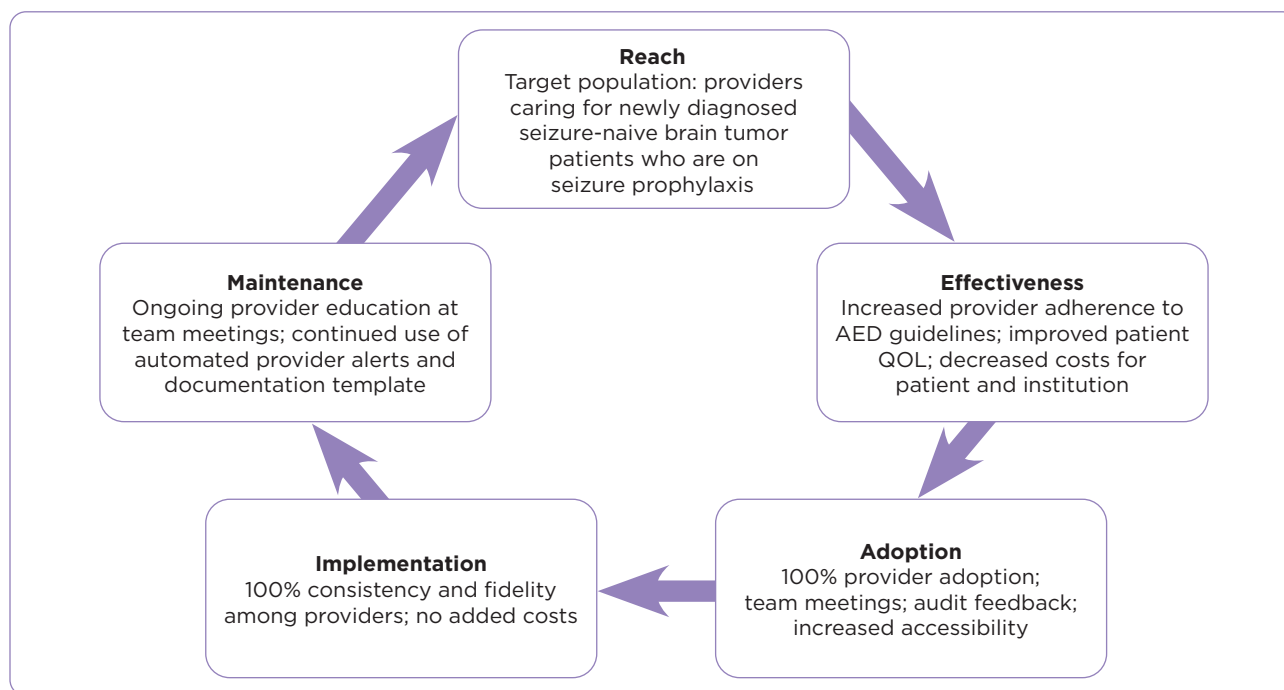 Reach
Target population: providers
caring for newly diagnosed
seizure-naive brain tumor
patients who are on
seizure prophylaxis
Effectiveness
Increased provider adherence to
AED guidelines; improved patient
QOL; decreased costs for
patient and institution
Adoption
100% provider adoption;
team meetings; audit feedback;
increased accessibility
Implementation
100% consistency and fidelity
among providers; no added costs
Maintenance
Ongoing provider education at
team meetings; continued use of
automated provider alerts and
documentation template